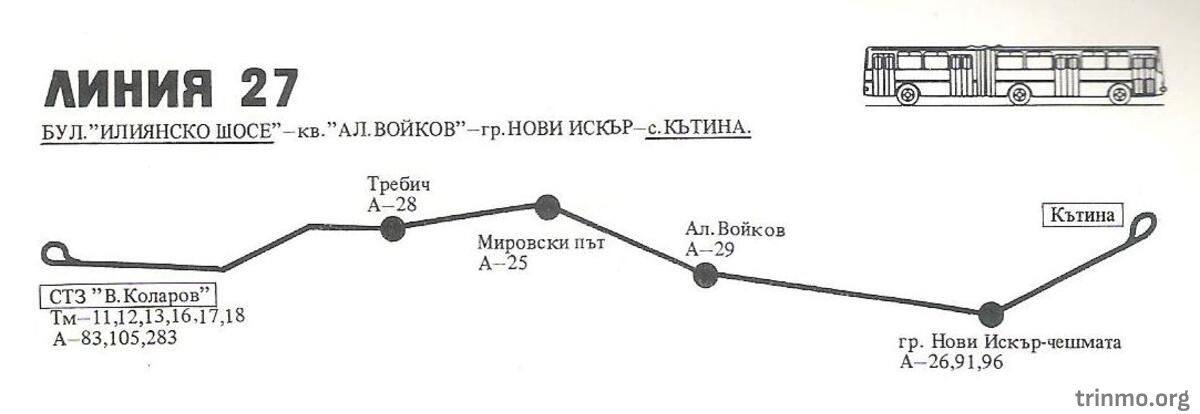 ЛИНИЯ 27
БУЛ."ИЛИЯНСКО ШОСЕ"–кв."АЛ.ВОЙКОВ"–гр.НОВИ ИСКЪР–с.КЪТИНА.
Требич
А–28
Мировски път
А–25
Ал.Войков
А–29
Кътина
СТЗ "В.Коларов"
Тм–11,12,13,16,17,18
А–83,105,283
гр. Нови Искър-чешмата
А–26,91,96
trinmo.org